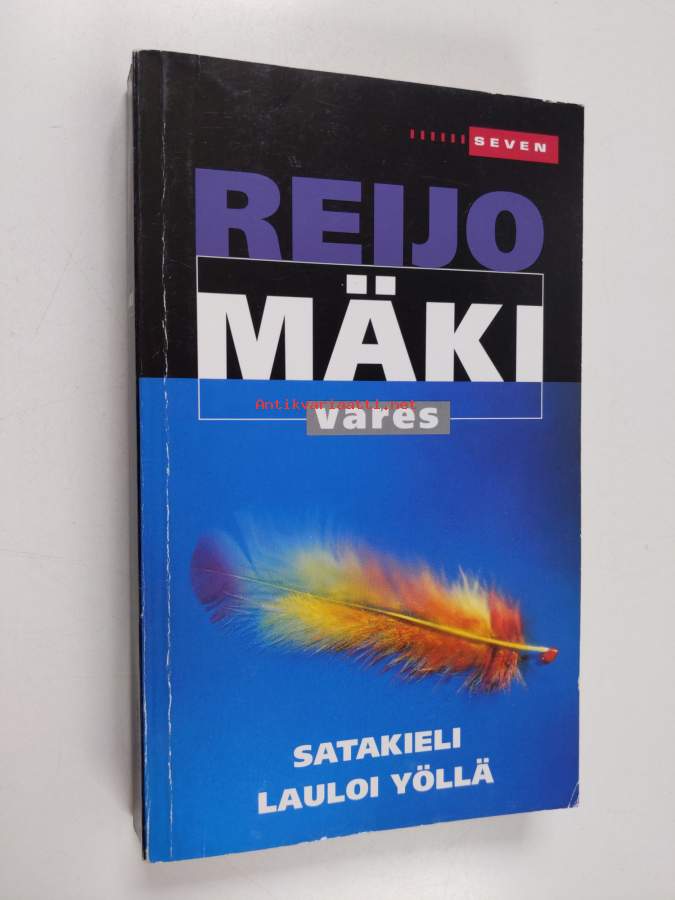 SEVEN
REIJO
MÄKI
Antikvariaatti.net
vares
SATAKIELI
LAULOI YÖLLÄ